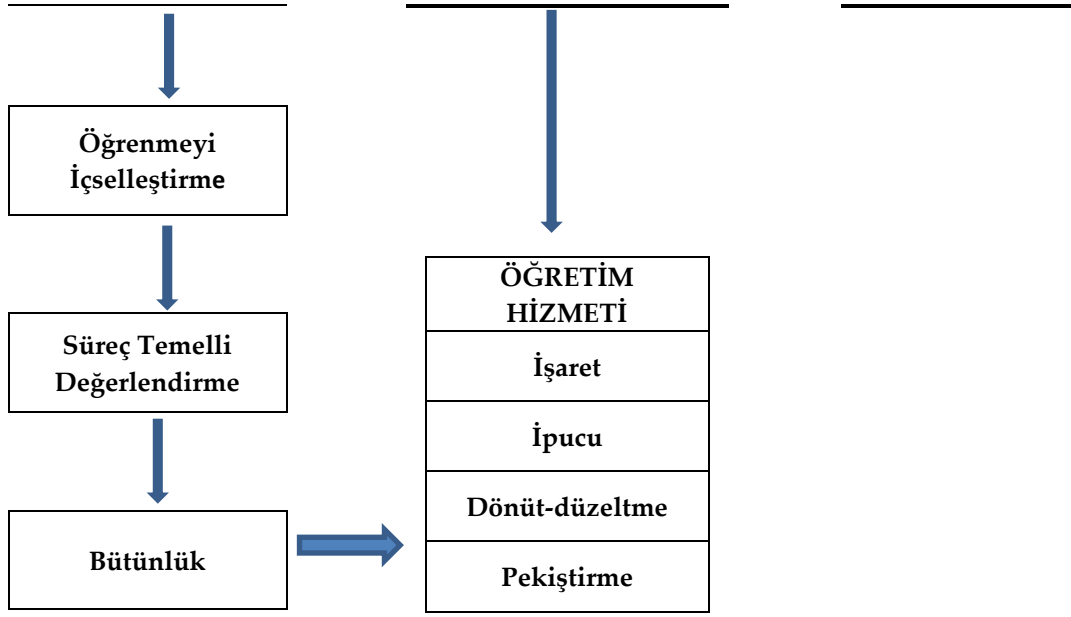 Öğrenmeyi
İçselleştirme
Süreç Temelli
Değerlendirme
Bütünlük
ÖĞRETİM
HİZMETİ
İşaret
İpucu
Dönüt-düzeltme
Pekiştirme